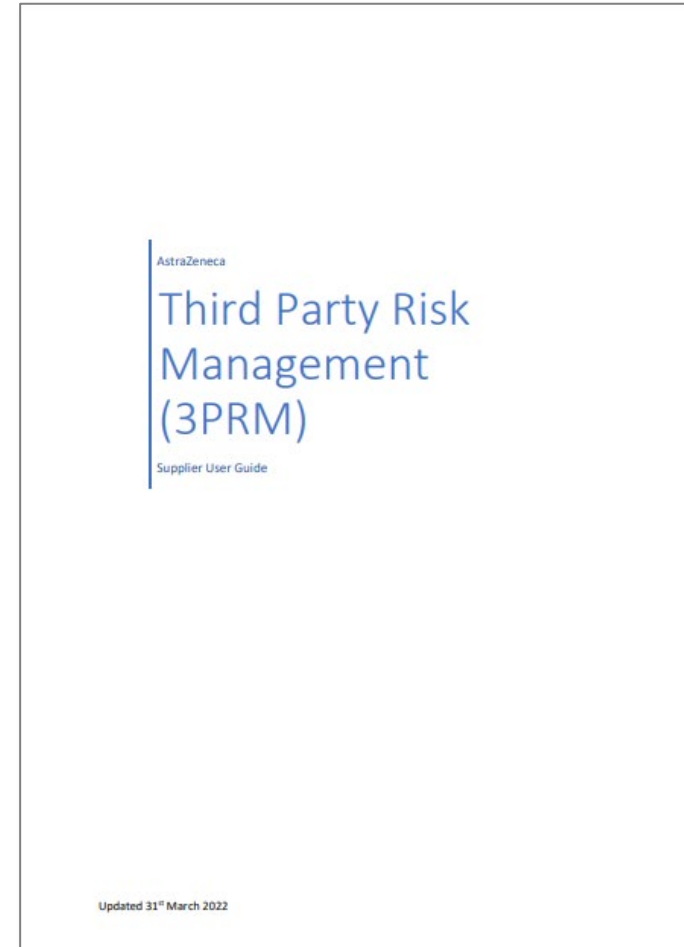 AstraZeneca
Third Party Risk
Management
(3PRM)
Supplier User Guide
Updated 31st March 2022